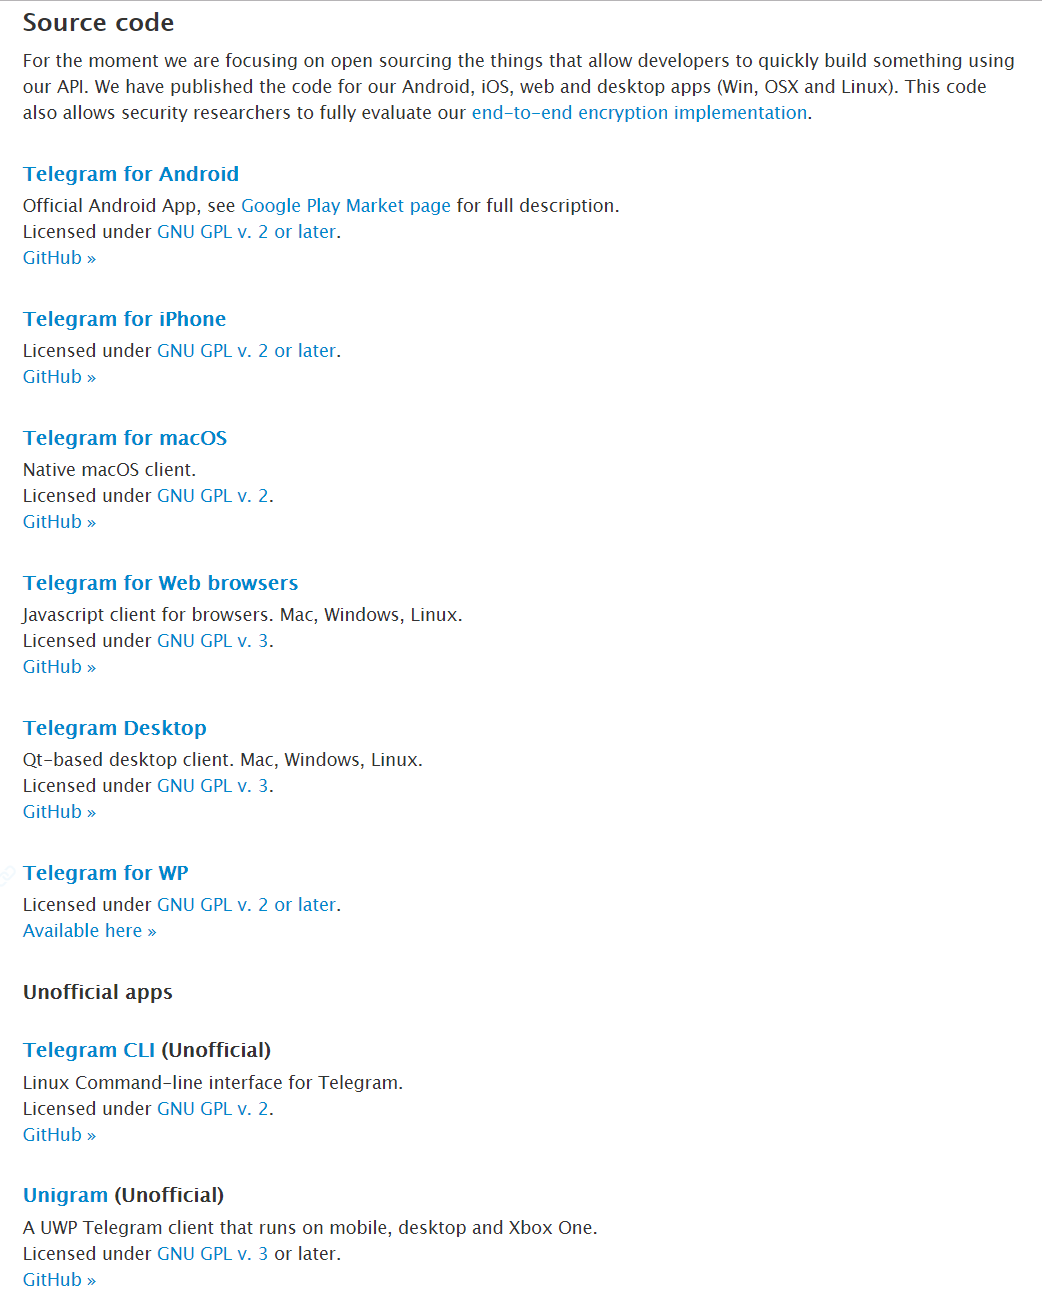 Source code
For the moment we are focusing on open sourcing the things that allow developers to quickly build something using
our API. We have published the code for our Android, iOS, web and desktop apps (Win, OSX and Linux). This code
also allows security researchers to fully evaluate our end-to-end encryption implementation.
Telegram for Android
Official Android App, see Google Play Market page for full description.
Licensed under GNU GPL v. 2 or later.
GitHub »
Telegram for iPhone
Licensed under GNU GPL v. 2 or later.
GitHub »
Telegram for macOS
Native macOS client.
Licensed under GNU GPL v. 2.
GitHub »
Telegram for Web browsers
Javascript client for browsers. Mac, Windows, Linux.
Licensed under GNU GPL v. 3.
GitHub »
Telegram Desktop
Qt-based desktop client. Mac, Windows, Linux.
Licensed under GNU GPL v. 3.
GitHub »
Telegram for WP
Licensed under GNU GPL v. 2 or later.
Available here »
Unofficial apps
Telegram CLI (Unofficial)
Linux Command-line interface for Telegram.
Licensed under GNU GPL v. 2.
GitHub »
Unigram (Unofficial)
A UWP Telegram client that runs on mobile, desktop and Xbox One.
Licensed under GNU GPL v. 3 or later.
GitHub »